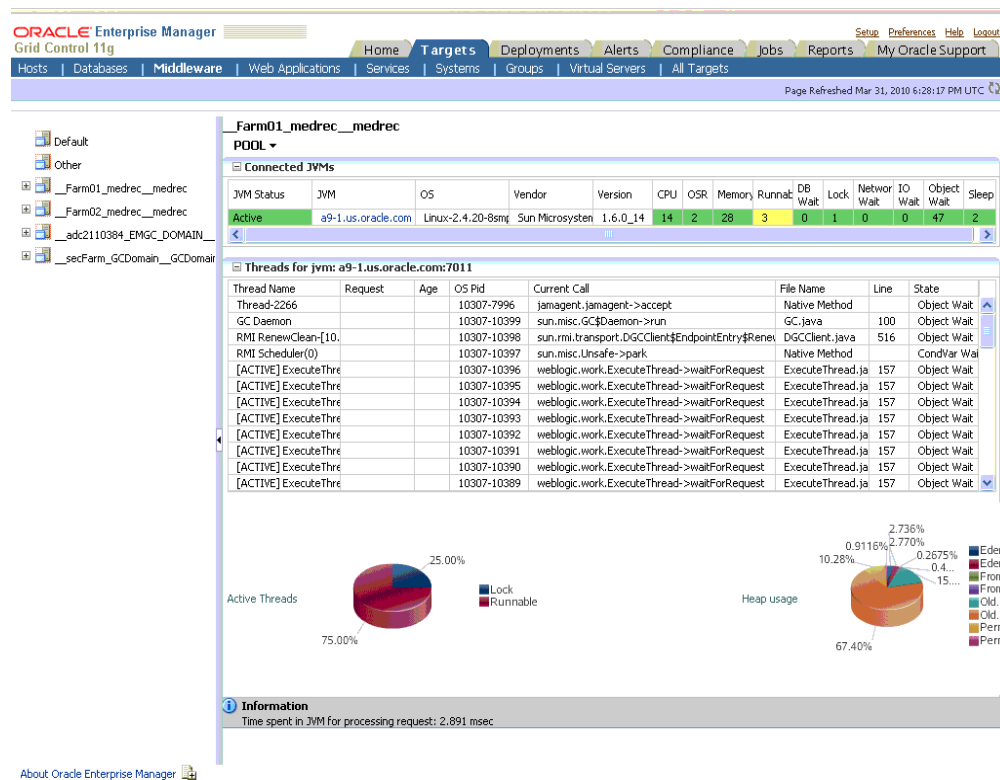 ORACLE Enterprise Manager
Grid Control 11g
Setup Preferences Help Logout
Home Targets Deployments Alerts Compliance Jobs Reports My Oracle Support
Hosts | Databases | Middleware | Web Applications | Services | Systems | Groups | Virtual Servers | All Targets
Page Refreshed Mar 31, 2010 6:28:17 PM UTC
Default
Other
__Farm01_medrec__medrec
__Farm02_medrec__medrec
__adc2110384_EMGC_DOMAIN__
__secFarm_GCDomain__GCDomair
__Farm01_medrec__medrec
POOL
Connected JVMs
JVM Status JVM OS Vendor Version CPU OSR Memory Runnab DB Wait Lock Networ Wait IO Wait Object Wait Sleep
Active a9-1.us.oracle.com Linux-2.4.20-8smp Sun Microsysten 1.6.0_14 14 2 28 3 0 1 0 0 47 2
Threads for jvm: a9-1.us.oracle.com:7011
Thread Name Request Age OS Pid Current Call File Name Line State
Thread-2266 10307-7996 jamagent.jamagent->accept Native Method Object Wait
GC Daemon 10307-10399 sun.misc.GC$Daemon->run GC.java 100 Object Wait
RMI RenewClean-[10. 10307-10398 sun.rmi.transport.DGCClient$EndpointEntry$Renew DGCClient.java 516 Object Wait
RMI Scheduler(0) 10307-10397 sun.misc.Unsafe->park Native Method CondVar Wai
[ACTIVE] ExecuteThre 10307-10396 weblogic.work.ExecuteThread->waitForRequest ExecuteThread.ja 157 Object Wait
[ACTIVE] ExecuteThre 10307-10395 weblogic.work.ExecuteThread->waitForRequest ExecuteThread.ja 157 Object Wait
[ACTIVE] ExecuteThre 10307-10394 weblogic.work.ExecuteThread->waitForRequest ExecuteThread.ja 157 Object Wait
[ACTIVE] ExecuteThre 10307-10393 weblogic.work.ExecuteThread->waitForRequest ExecuteThread.ja 157 Object Wait
[ACTIVE] ExecuteThre 10307-10392 weblogic.work.ExecuteThread->waitForRequest ExecuteThread.ja 157 Object Wait
[ACTIVE] ExecuteThre 10307-10391 weblogic.work.ExecuteThread->waitForRequest ExecuteThread.ja 157 Object Wait
[ACTIVE] ExecuteThre 10307-10390 weblogic.work.ExecuteThread->waitForRequest ExecuteThread.ja 157 Object Wait
[ACTIVE] ExecuteThre 10307-10389 weblogic.work.ExecuteThread->waitForRequest ExecuteThread.ja 157 Object Wait
Active Threads
25.00%
75.00%
Lock
Runnable
Heap usage
2.736%
0.9116% 2.770%
10.28% 0.2675%
0.4...
15....
67.40%
Eder
Eder
Fron
Fron
Old.
Old.
Perr
Perr
Information
Time spent in JVM for processing request: 2.891 msec
About Oracle Enterprise Manager